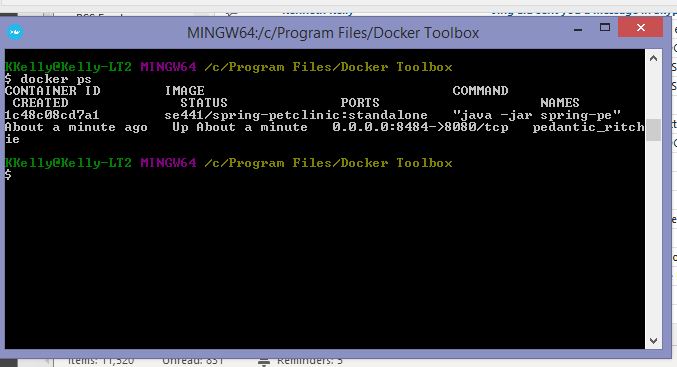 MINGW64:/c/Program Files/Docker Toolbox
KKelly@Kelly-LT2 MINGW64 /c/Program Files/Docker Toolbox
$ docker ps
CONTAINER ID        IMAGE                               COMMAND
 CREATED              STATUS              PORTS                    NAMES
1c48c08cd7a1        se441/spring-petclinic:standalone   "java -jar spring-pe"
About a minute ago   Up About a minute   0.0.0.0:8484->8080/tcp   pedantic_ritch
ie
KKelly@Kelly-LT2 MINGW64 /c/Program Files/Docker Toolbox
$
Items: 11,520 Unread: 831 Reminders: 5